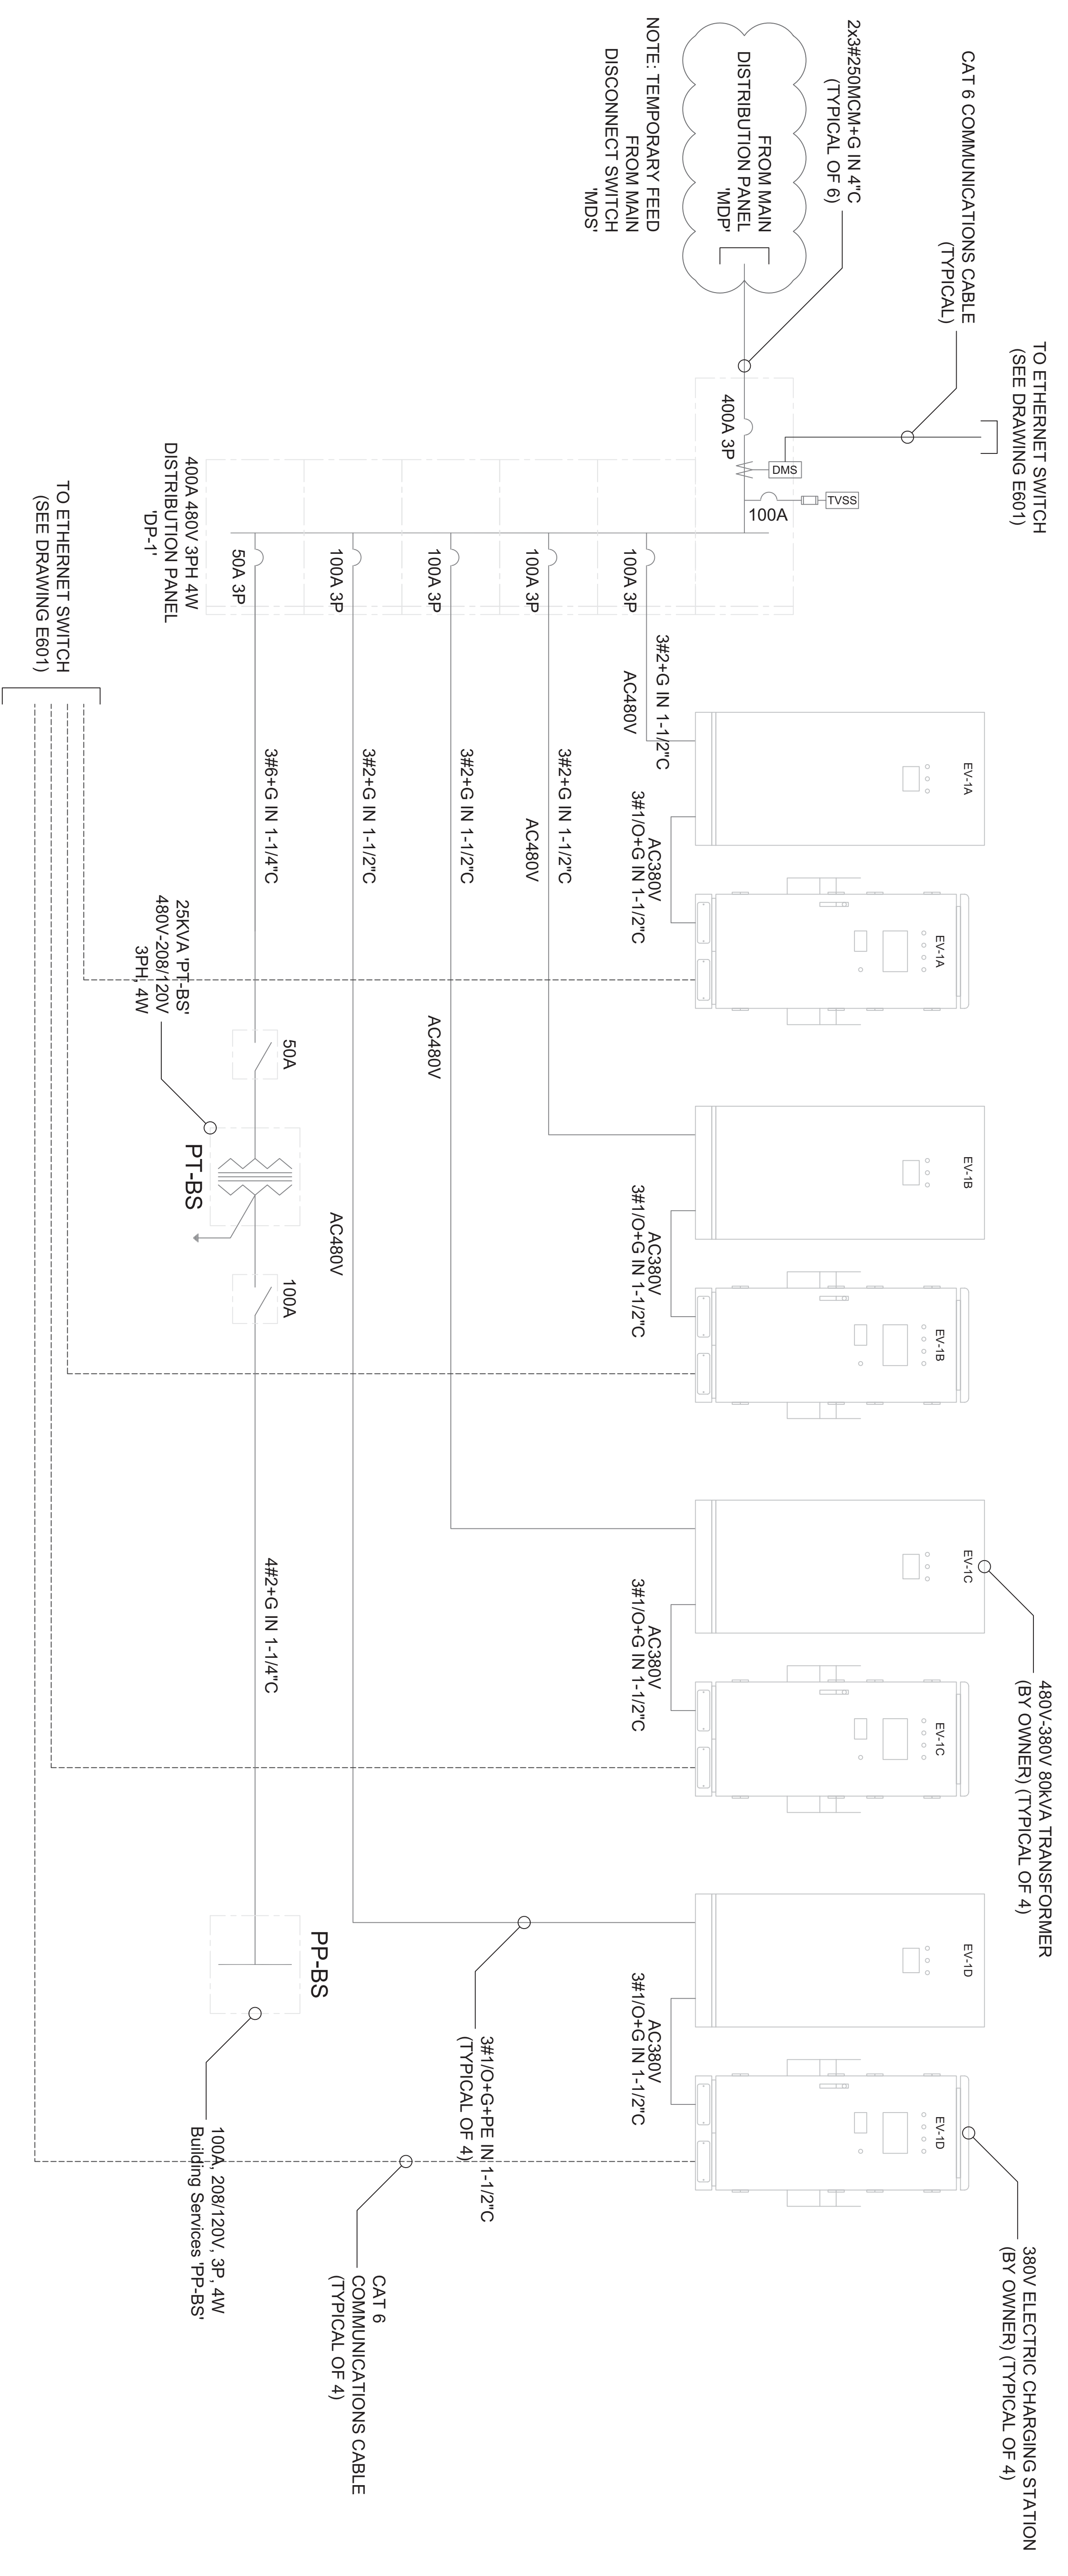 TO ETHERNET SWITCH
(SEE DRAWING E601)
CAT 6 COMMUNICATIONS CABLE
(TYPICAL)
2x3#250MCM+G IN 4"C
(TYPICAL OF 6)
FROM MAIN
DISTRIBUTION PANEL
'MDP'
NOTE: TEMPORARY FEED
FROM MAIN
DISCONNECT SWITCH
'MDS'
400A 3P
DMS
TVSS
100A
100A 3P
100A 3P
100A 3P
100A 3P
50A 3P
400A 480V 3PH 4W
DISTRIBUTION PANEL
'DP-1'
TO ETHERNET SWITCH
(SEE DRAWING E601)
3#2+G IN 1-1/2"C
AC480V
3#2+G IN 1-1/2"C
AC480V
3#2+G IN 1-1/2"C
AC480V
3#2+G IN 1-1/2"C
AC480V
3#6+G IN 1-1/4"C
EV-1A
AC380V
3#1/O+G IN 1-1/2"C
EV-1A
EV-1B
AC380V
3#1/O+G IN 1-1/2"C
EV-1B
EV-1C
AC380V
3#1/O+G IN 1-1/2"C
EV-1C
EV-1D
AC380V
3#1/O+G IN 1-1/2"C
EV-1D
480V-380V 80kVA TRANSFORMER
(BY OWNER) (TYPICAL OF 4)
380V ELECTRIC CHARGING STATION
(BY OWNER) (TYPICAL OF 4)
25KVA 'PT-BS'
480V-208/120V
3PH, 4W
50A
PT-BS
100A
4#2+G IN 1-1/4"C
PP-BS
3#1/O+G+PE IN 1-1/2"C
(TYPICAL OF 4)
100A, 208/120V, 3P, 4W
Building Services 'PP-BS'
CAT 6
COMMUNICATIONS CABLE
(TYPICAL OF 4)